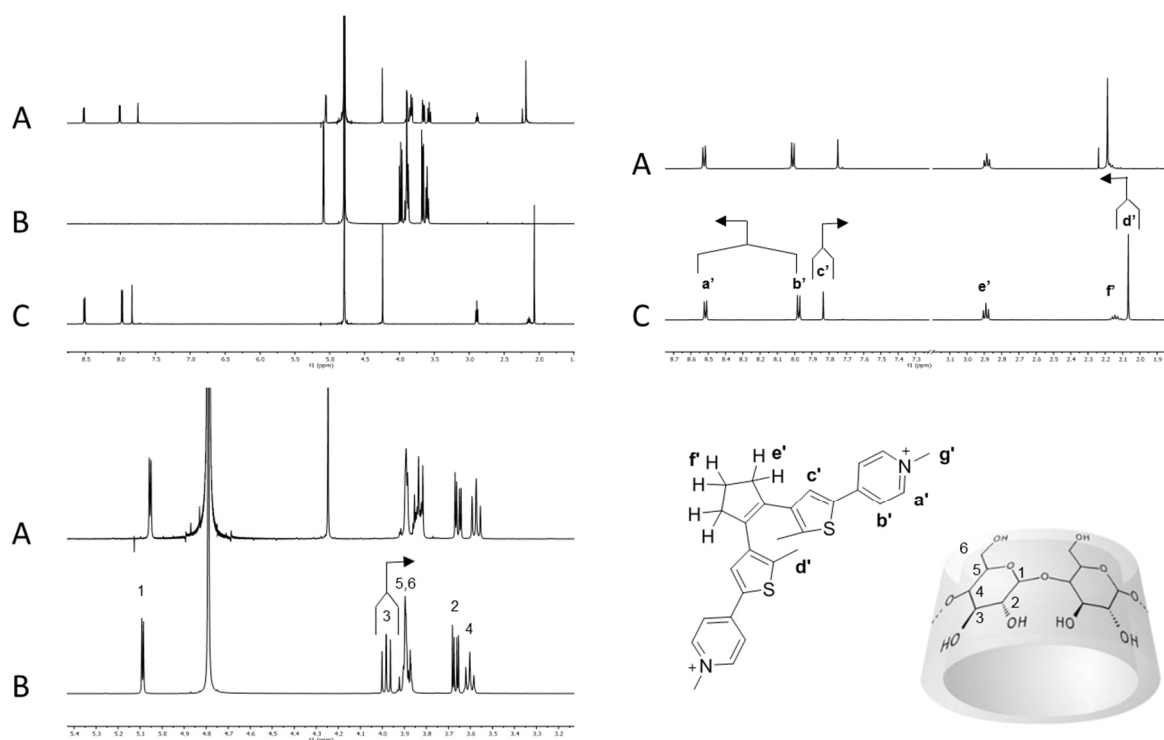 A
B
C
8.5 8.0 7.5 7.0 6.5 6.0 5.5 5.0 4.5 4.0 3.5 3.0 2.5 2.0 1.5
f1 (ppm)
A
d'
a' b' c' e' f'
C
8.7 8.6 8.5 8.4 8.3 8.2 8.1 8.0 7.9 7.8 7.7 7.6 7.5 7.4 7.3 3.1 3.0 2.9 2.8 2.7 2.6 2.5 2.4 2.3 2.2 2.1 2.0 1.9
f1 (ppm)
A
1 3 5,6 2 4
B
5.4 5.3 5.2 5.1 5.0 4.9 4.8 4.7 4.6 4.5 4.4 4.3 4.2 4.1 4.0 3.9 3.8 3.7 3.6 3.5 3.4 3.3 3.2
f1 (ppm)
f' H H e' H H H H c' S b' a' N + g'
d' S
N +
6 OH OH
5 O 1 O O
4 2
O 3 OH O
HO HO OH